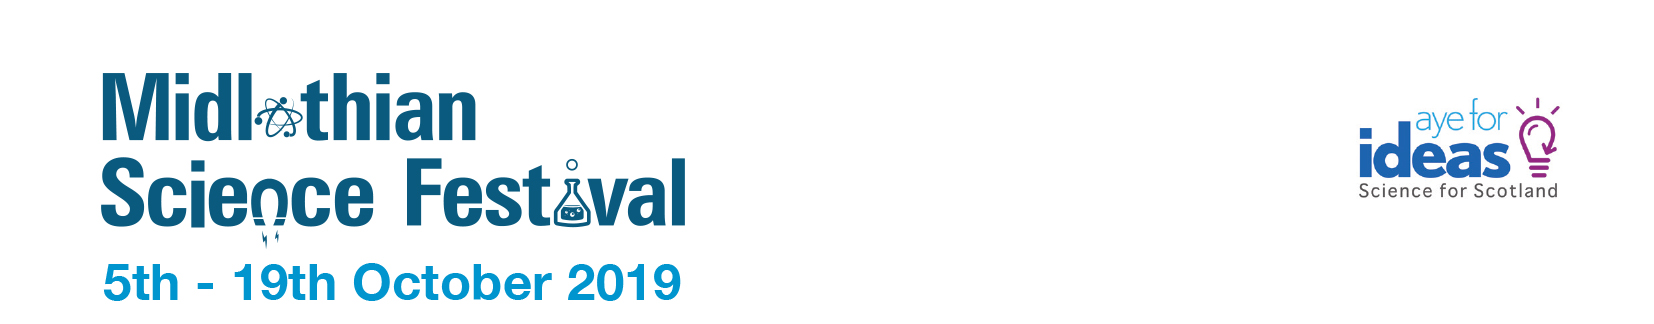 Midlothian
Science Festival
5th - 19th October 2019
aye for
ideas
Science for Scotland